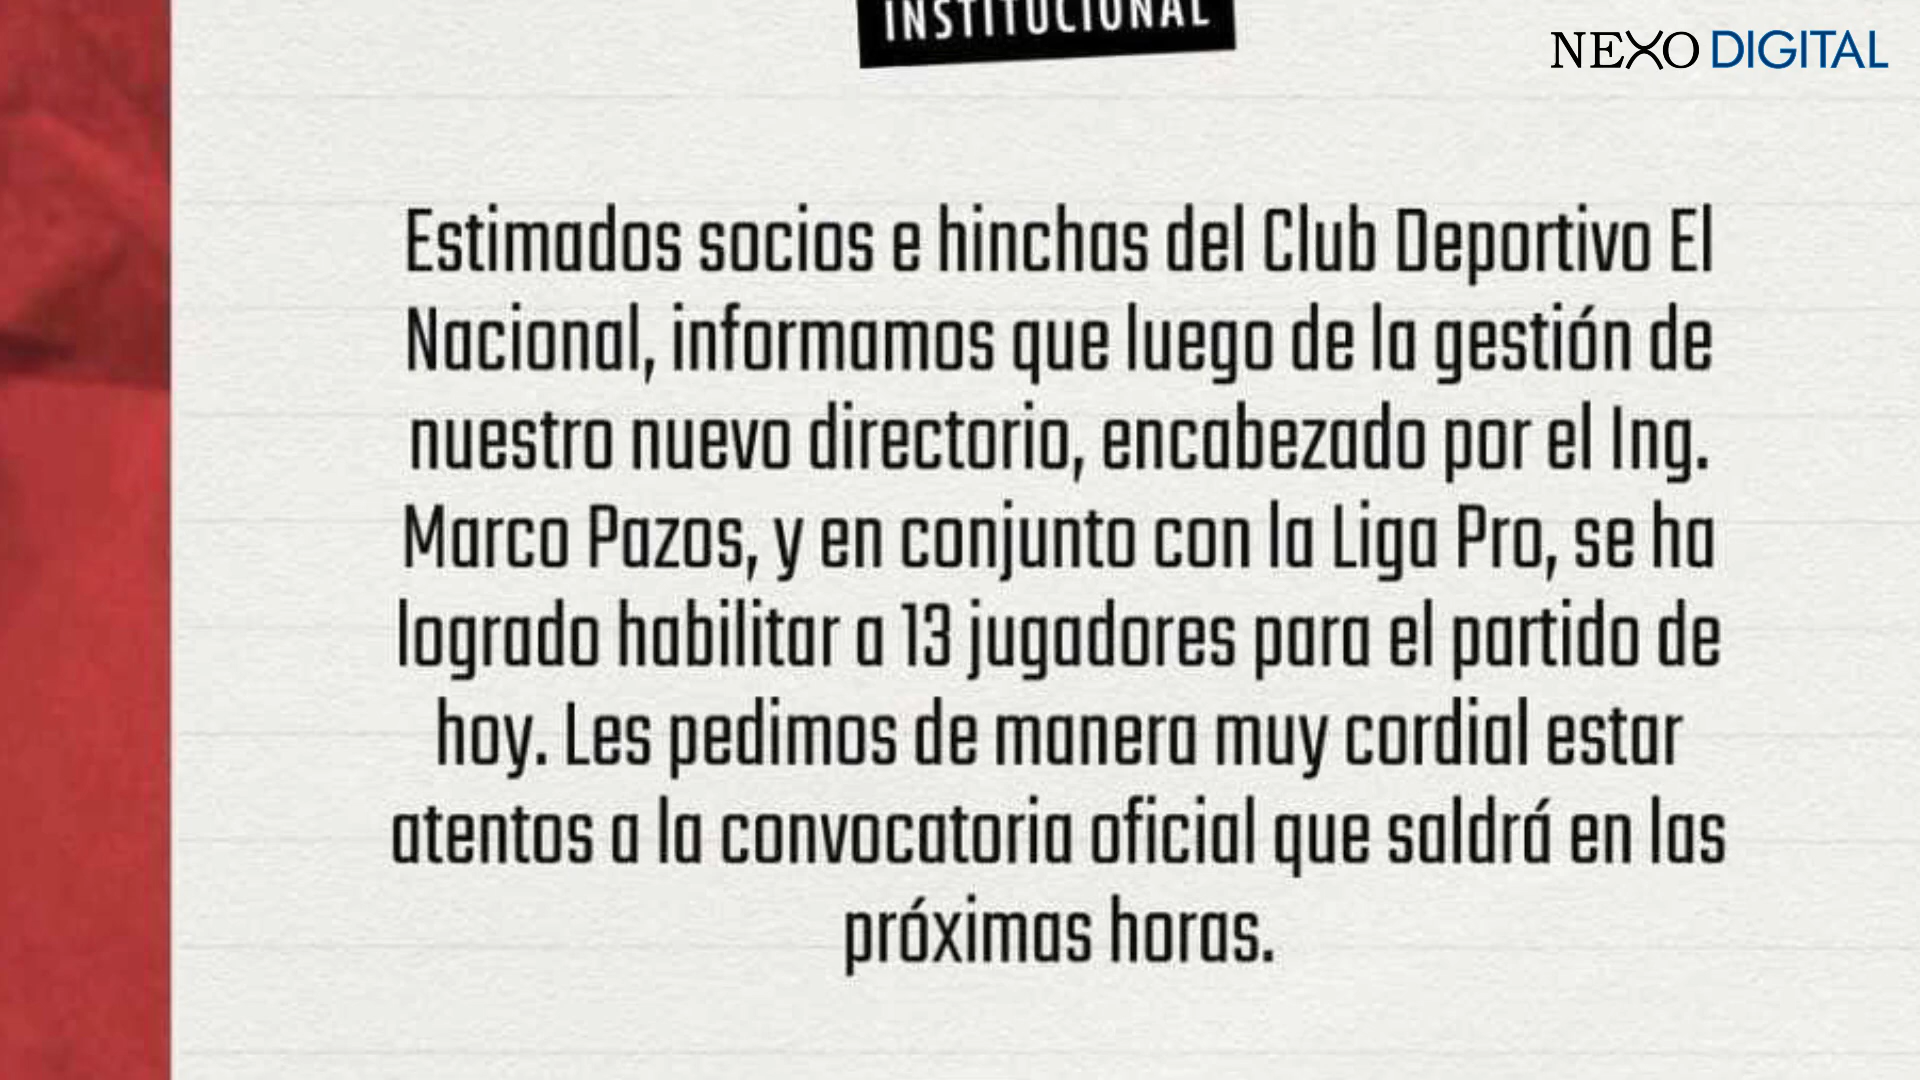 INSTITUCIONAL
NEXO DIGITAL
Estimados socios e hinchas del Club Deportivo El
Nacional, informamos que luego de la gestión de
nuestro nuevo directorio, encabezado por el Ing.
Marco Pazos, y en conjunto con la Liga Pro, se ha
logrado habilitar a 13 jugadores para el partido de
hoy. Les pedimos de manera muy cordial estar
atentos a la convocatoria oficial que saldrá en las
próximas horas.